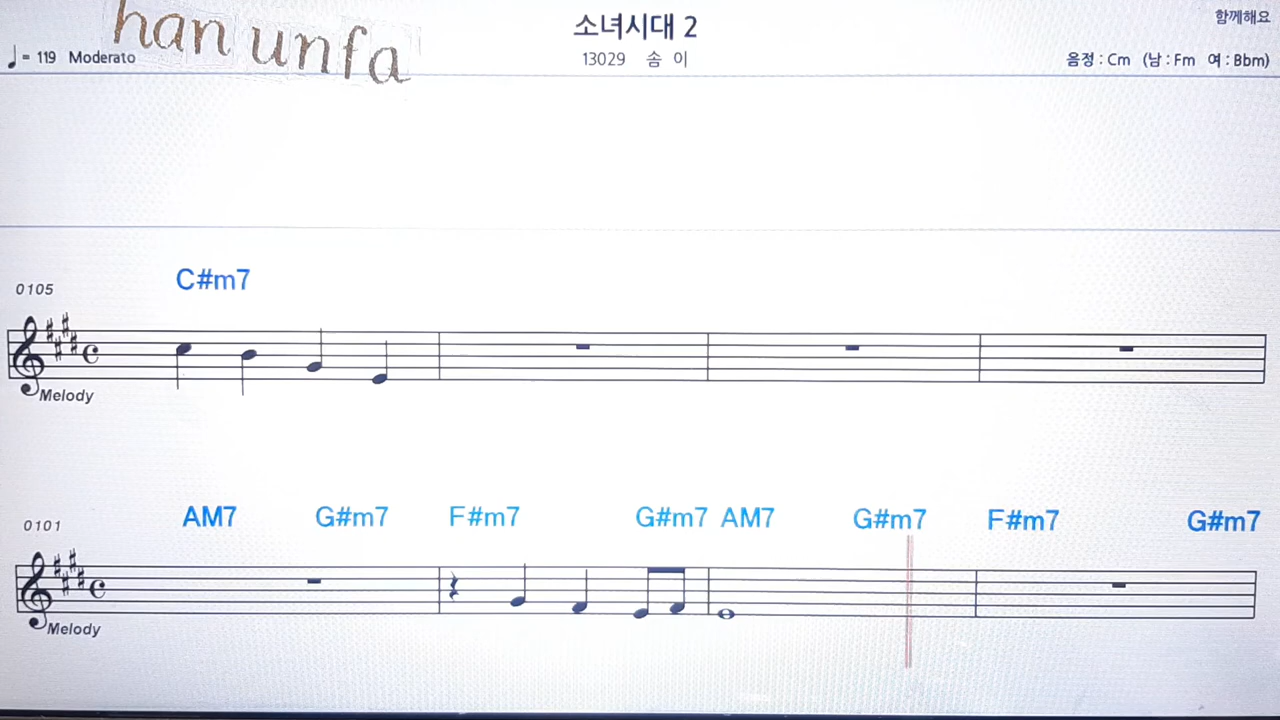 han unfa
소녀시대 2
함께해요
♩= 119 Moderato
13029 송 이
음정 : Cm (남 : Fm 여 : Bbm)
C#m7
0105
Melody
AM7 G#m7 F#m7 G#m7 AM7 G#m7 F#m7 G#m7
0101
Melody